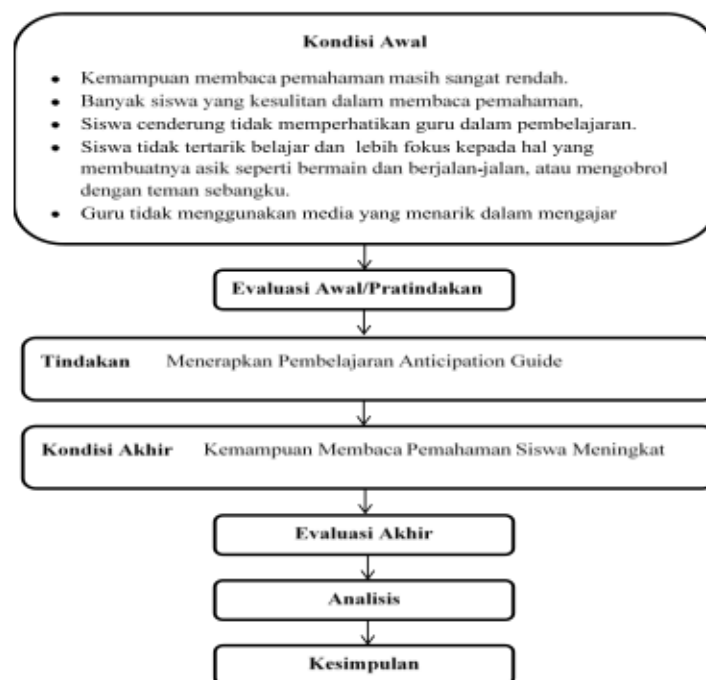 Kondisi Awal
• Kemampuan membaca pemahaman masih sangat rendah.
• Banyak siswa yang kesulitan dalam membaca pemahaman.
• Siswa cenderung tidak memperhatikan guru dalam pembelajaran.
• Siswa tidak tertarik belajar dan lebih fokus kepada hal yang
membuatnya asik seperti bermain dan berjalan-jalan, atau mengobrol
dengan teman sebangku.
• Guru tidak menggunakan media yang menarik dalam mengajar
Evaluasi Awal/Pratindakan
Tindakan Menerapkan Pembelajaran Anticipation Guide
Kondisi Akhir Kemampuan Membaca Pemahaman Siswa Meningkat
Evaluasi Akhir
Analisis
Kesimpulan